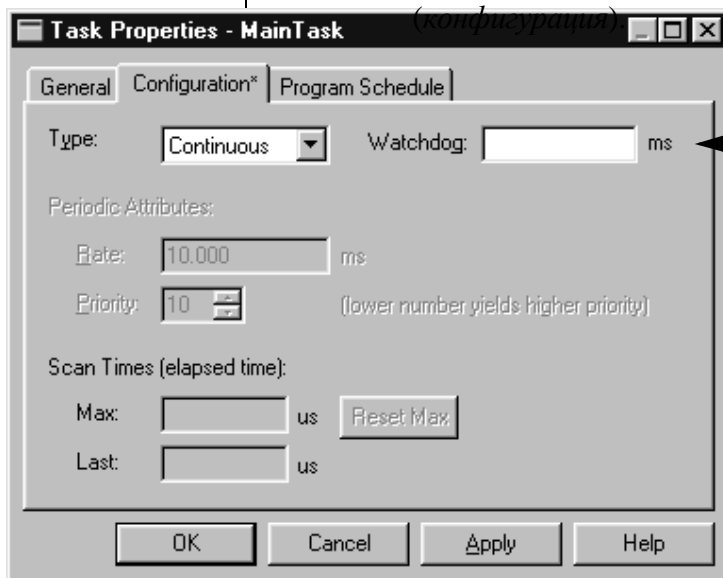 (конфигурация).
Task Properties - MainTask
General Configuration* Program Schedule
Type: Continuous Watchdog: ms
Periodic Attributes:
Rate: 10.000 ms
Priority: 10 (lower number yields higher priority)
Scan Times (elapsed time):
Max: us Reset Max
Last: us
OK Cancel Apply Help